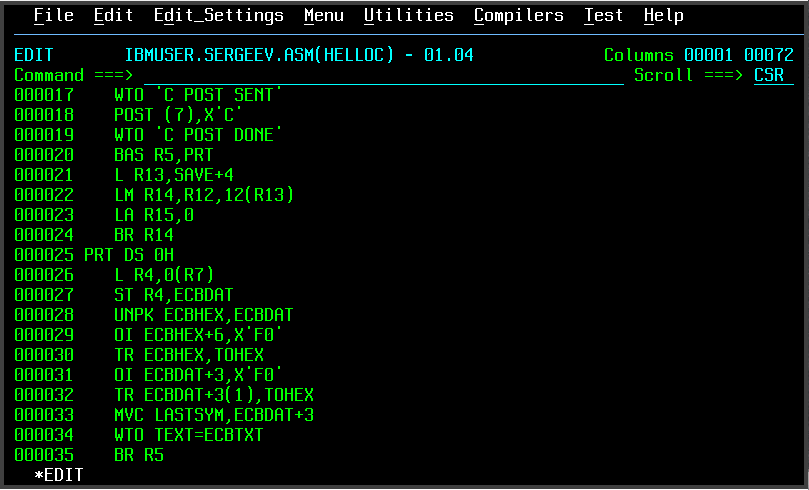 File  Edit  Edit_Settings  Menu  Utilities  Compilers  Test  Help
EDIT       IBMUSER.SERGEEV.ASM(HELLOC) - 01.04             Columns 00001 00072
Command ===>                                                  Scroll ===> CSR
000017    WTO 'C POST SENT'
000018    POST (7),X'C'
000019    WTO 'C POST DONE'
000020    BAS R5,PRT
000021    L R13,SAVE+4
000022    LM R14,R12,12(R13)
000023    LA R15,0
000024    BR R14
000025 PRT DS 0H
000026    L R4,0(R7)
000027    ST R4,ECBDAT
000028    UNPK ECBHEX,ECBDAT
000029    OI ECBHEX+6,X'F0'
000030    TR ECBHEX,TOHEX
000031    OI ECBDAT+3,X'F0'
000032    TR ECBDAT+3(1),TOHEX
000033    MVC LASTSYM,ECBDAT+3
000034    WTO TEXT=ECBTXT
000035    BR R5
*EDIT